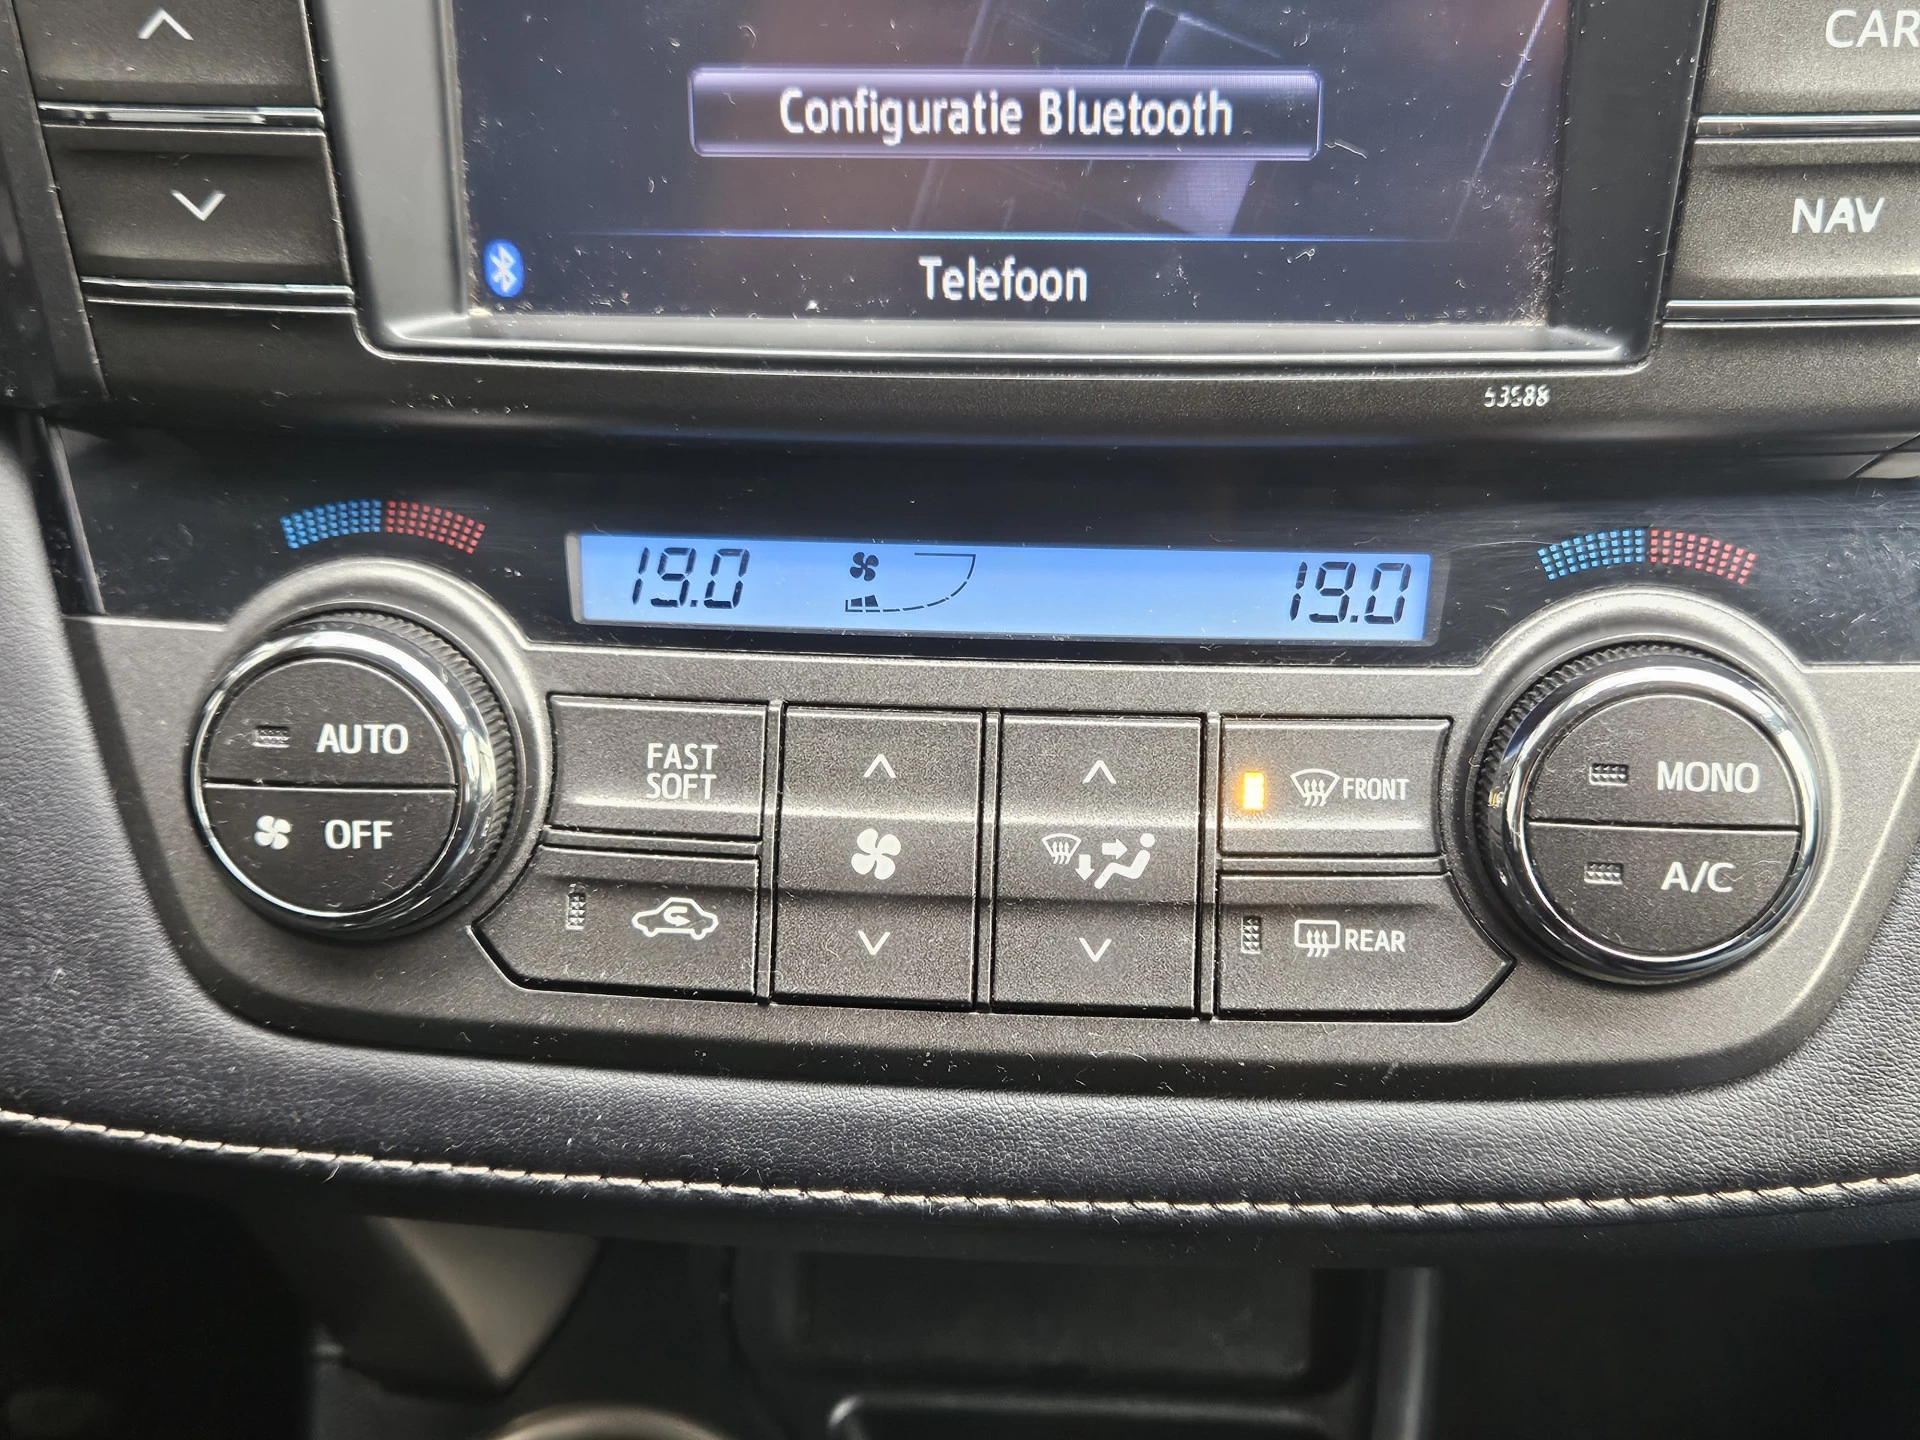 CAR
Configuratie Bluetooth
NAV
Telefoon
53588
19.0
19.0
AUTO
OFF
FAST
SOFT
FRONT
REAR
MONO
A/C